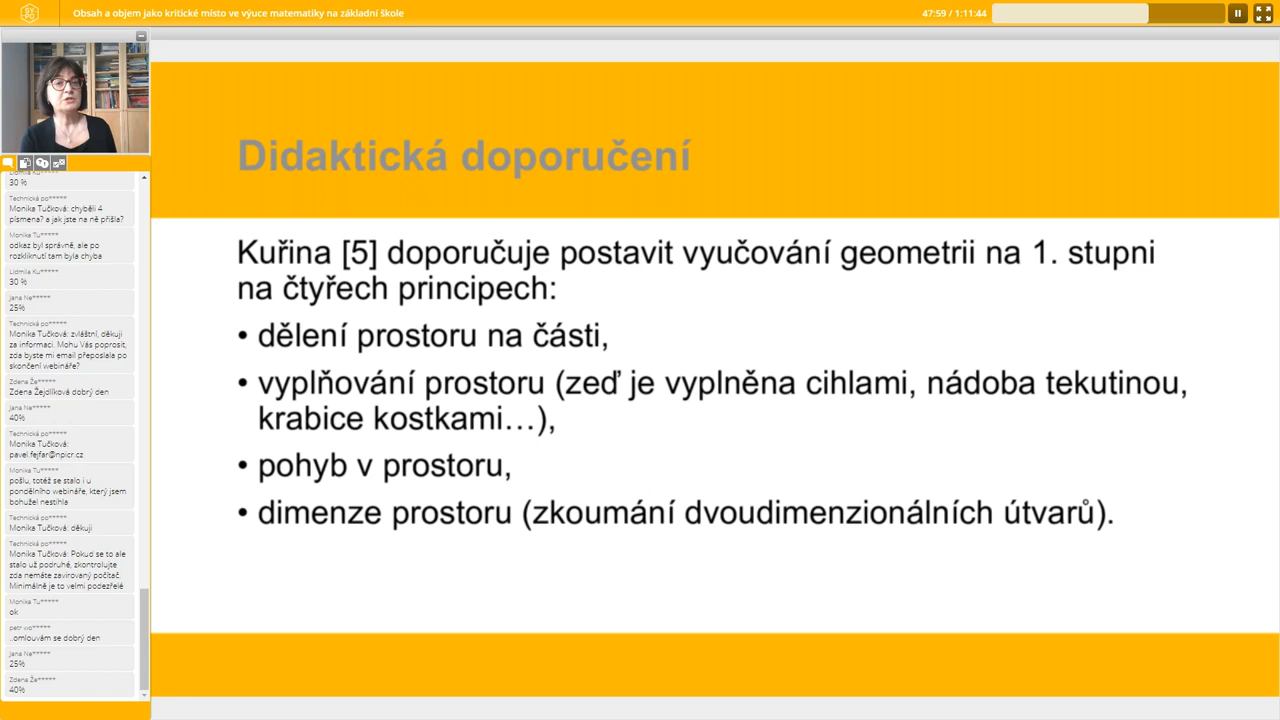 Obsah a objem jako kritické místo ve výuce matematiky na základní škole
47:59 / 1:11:44
30 %
Technická po*****
Monika Tučková: chyběli 4
písmena? a jak jste na ně přišla?
Monika Tu*****
odkaz byl správně, ale po
rozkliknutí tam byla chyba
Lidmila Ku*****
30 %
Jana Ne*****
25%
Technická po*****
Monika Tučková: zvláštní, děkuji
za informaci. Mohu Vás poprosit,
zda byste mi email přeposlala po
skončení webináře?
Zdena Že*****
Zdena Žejdlíková dobrý den
Jana Ne*****
40%
Technická po*****
Monika Tučková:
pavel.fejfar@npicr.cz
Monika Tu*****
pošlu, totéž se stalo i u
pondělního webináře, který jsem
bohužel nestihla
Technická po*****
Monika Tučková: děkuji
Technická po*****
Monika Tučková: Pokud se to ale
stalo už podruhé, zkontrolujte
zda nemáte zavirovaný počítač.
Minimálně je to velmi podezřelé
Monika Tu*****
ok
petr vo*****
..omlouvám se dobrý den
Jana Ne*****
25%
Zdena Že*****
40%
Didaktická doporučení
Kuřina [5] doporučuje postavit vyučování geometrii na 1. stupni
na čtyřech principech:
• dělení prostoru na části,
• vyplňování prostoru (zeď je vyplněna cihlami, nádoba tekutinou,
krabice kostkami…),
• pohyb v prostoru,
• dimenze prostoru (zkoumání dvoudimenzionálních útvarů).